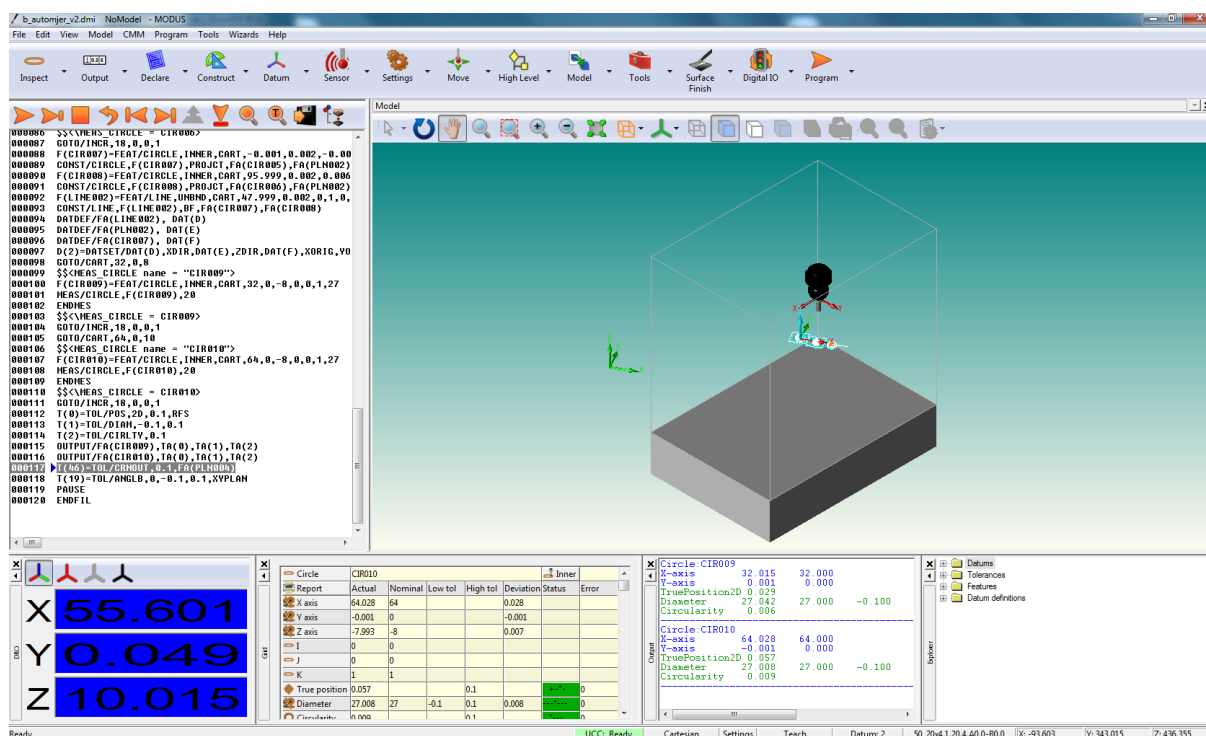 b_automjer_v2.dmi NoModel - MODUS
File Edit View Model CMM Program Tools Wizards Help
Inspect Output Declare Construct Datum Sensor Settings Move High Level Model Tools Surface Finish Digital IO Program
Model
000086 $$<\MEAS_CIRCLE = CIR006>
000087 GOTO/INCR,18,0,0,1
000088 F(CIR007)=FEAT/CIRCLE,INNER,CART,-0.001,0.002,-0.00
000089 CONST/CIRCLE,F(CIR007),PROJCT,FA(CIR005),FA(PLN002)
000090 F(CIR008)=FEAT/CIRCLE,INNER,CART,95.999,0.002,0.006
000091 CONST/CIRCLE,F(CIR008),PROJCT,FA(CIR006),FA(PLN002)
000092 F(LINE002)=FEAT/LINE,UNBND,CART,47.999,0.002,0,1,0,
000093 CONST/LINE,F(LINE002),BF,FA(CIR007),FA(CIR008)
000094 DATDEF/FA(LINE002), DAT(D)
000095 DATDEF/FA(PLN002), DAT(E)
000096 DATDEF/FA(CIR007), DAT(F)
000097 D(2)=DATSET/DAT(D),XDIR,DAT(E),ZDIR,DAT(F),XORIG,YO
000098 GOTO/CART,32,0,8
000099 $$<MEAS_CIRCLE name = "CIR009">
000100 F(CIR009)=FEAT/CIRCLE,INNER,CART,32,0,-8,0,0,1,27
000101 MEAS/CIRCLE,F(CIR009),20
000102 ENDMES
000103 $$<\MEAS_CIRCLE = CIR009>
000104 GOTO/INCR,18,0,0,1
000105 GOTO/CART,64,0,10
000106 $$<MEAS_CIRCLE name = "CIR010">
000107 F(CIR010)=FEAT/CIRCLE,INNER,CART,64,0,-8,0,0,1,27
000108 MEAS/CIRCLE,F(CIR010),20
000109 ENDMES
000110 $$<\MEAS_CIRCLE = CIR010>
000111 GOTO/INCR,18,0,0,1
000112 T(0)=TOL/POS,2D,0.1,RFS
000113 T(1)=TOL/DIAM,-0.1,0.1
000114 T(2)=TOL/CIRLTY,0.1
000115 OUTPUT/FA(CIR009),TA(0),TA(1),TA(2)
000116 OUTPUT/FA(CIR010),TA(0),TA(1),TA(2)
000117 T(46)=TOL/CRNOUT,0.1,FA(PLN004)
000118 T(19)=TOL/ANGLB,0,-0.1,0.1,XYPLAN
000119 PAUSE
000120 ENDFIL
X
Y
X
CRD
X 55.601
Y 0.049
Z 10.015
Grid
Circle CIR010 Inner
Report Actual Nominal Low tol High tol Deviation Status Error
X axis 64.028 64 0.028
Y axis -0.001 0 -0.001
Z axis -7.993 -8 0.007
I 0 0
J 0 0
K 1 1
True position 0.057 0.1 0
Diameter 27.008 27 -0.1 0.1 0.008 0
Circularity 0.009 0.1 0
Output
Circle:CIR009
X-axis 32.015 32.000
Y-axis 0.001 0.000
TruePosition2D 0.029
Diameter 27.042 27.000 -0.100
Circularity 0.006
Circle:CIR010
X-axis 64.028 64.000
Y-axis -0.001 0.000
TruePosition2D 0.057
Diameter 27.008 27.000 -0.100
Circularity 0.009
Explorer
Datums
Tolerances
Features
Datum definitions
Ready UCC: Ready Cartesian Settings Teach Datum: 2 50_20x4.1-20.4.A0.0-B0.0 X: -93.603 Y: 343.015 Z: 436.355